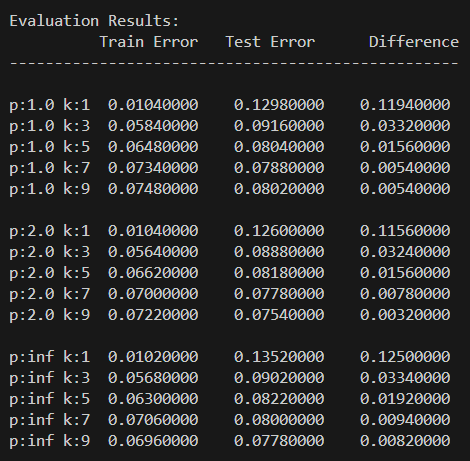 Evaluation Results:
Train Error Test Error Difference
--------------------------------------------------
p:1.0 k:1 0.01040000 0.12980000 0.11940000
p:1.0 k:3 0.05840000 0.09160000 0.03320000
p:1.0 k:5 0.06480000 0.08040000 0.01560000
p:1.0 k:7 0.07340000 0.07880000 0.00540000
p:1.0 k:9 0.07480000 0.08020000 0.00540000
p:2.0 k:1 0.01040000 0.12600000 0.11560000
p:2.0 k:3 0.05640000 0.08880000 0.03240000
p:2.0 k:5 0.06620000 0.08180000 0.01560000
p:2.0 k:7 0.07000000 0.07780000 0.00780000
p:2.0 k:9 0.07220000 0.07540000 0.00320000
p:inf k:1 0.01020000 0.13520000 0.12500000
p:inf k:3 0.05680000 0.09020000 0.03340000
p:inf k:5 0.06300000 0.08220000 0.01920000
p:inf k:7 0.07060000 0.08000000 0.00940000
p:inf k:9 0.06960000 0.07780000 0.00820000